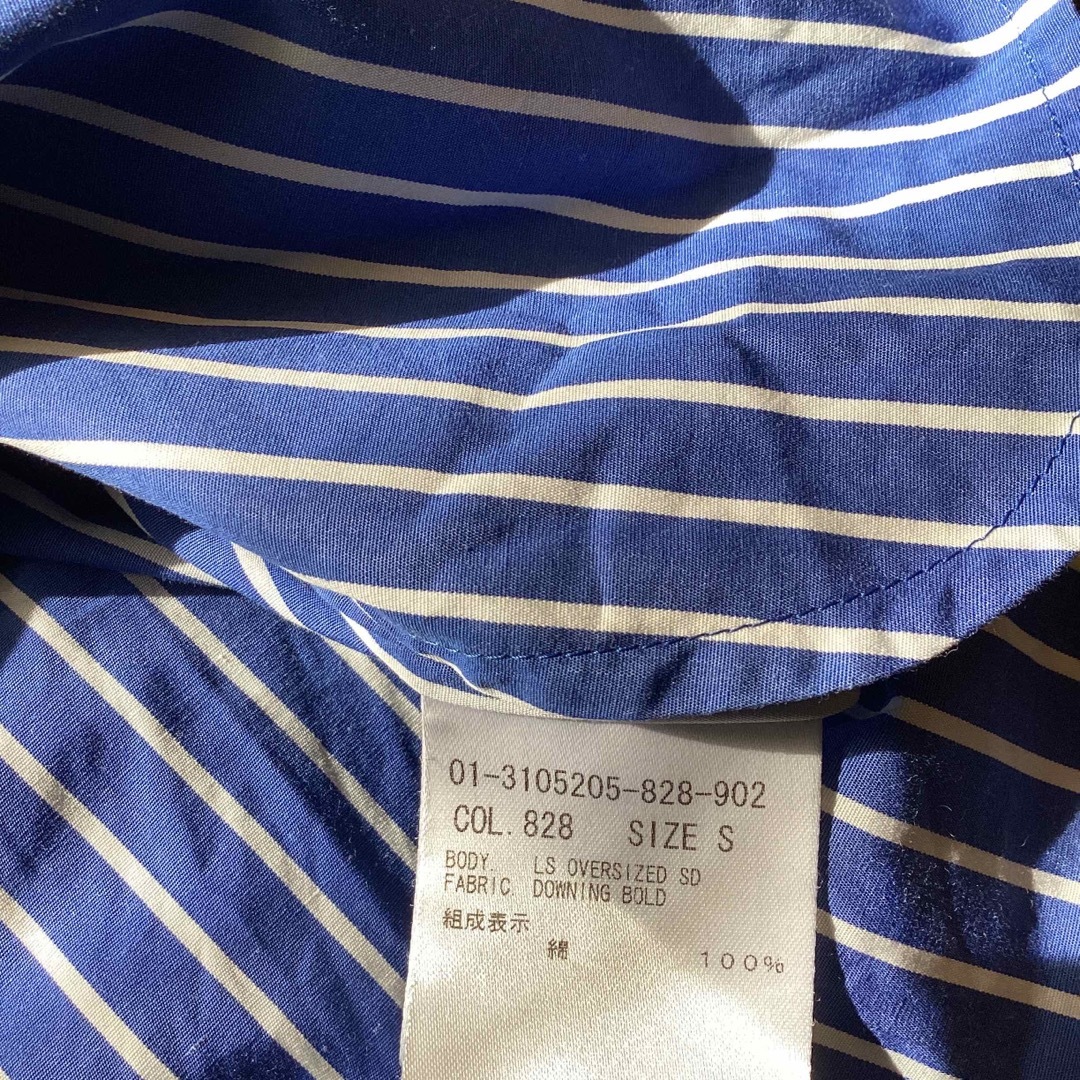 01-3105205-828-902
COL. 828 SIZE S
BODY. LS OVERSIZED SD
FABRIC. DOWNING BOLD
組成表示
綿 100%